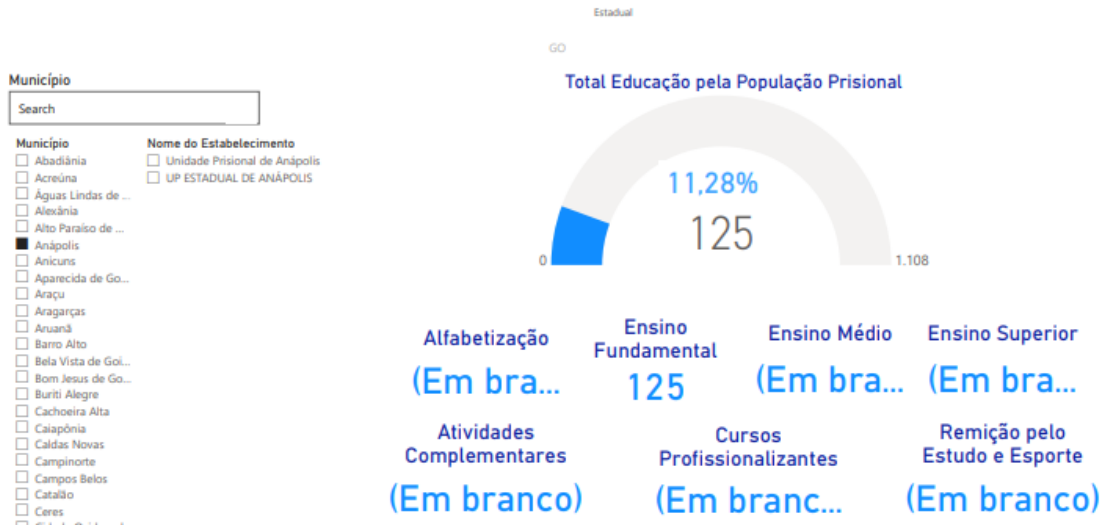 Estadual
GO
Município
Search
Município
Abadiânia
Acreúna
Águas Lindas de ...
Alexânia
Alto Paraíso de ...
Anápolis
Anicuns
Aparecida de Go...
Araçu
Aragarças
Aruanã
Barro Alto
Bela Vista de Goi...
Bom Jesus de Go...
Buriti Alegre
Cachoeira Alta
Caiapônia
Caldas Novas
Campinorte
Campos Belos
Catalão
Ceres
Nome do Estabelecimento
Unidade Prisional de Anápolis
UP ESTADUAL DE ANÁPOLIS
Total Educação pela População Prisional
11,28%
125
0
1.108
Alfabetização
(Em bra...
Ensino
Fundamental
125
Ensino Médio
(Em bra...
Ensino Superior
(Em bra...
Atividades
Complementares
(Em branco)
Cursos
Profissionalizantes
(Em branc...
Remição pelo
Estudo e Esporte
(Em branco)